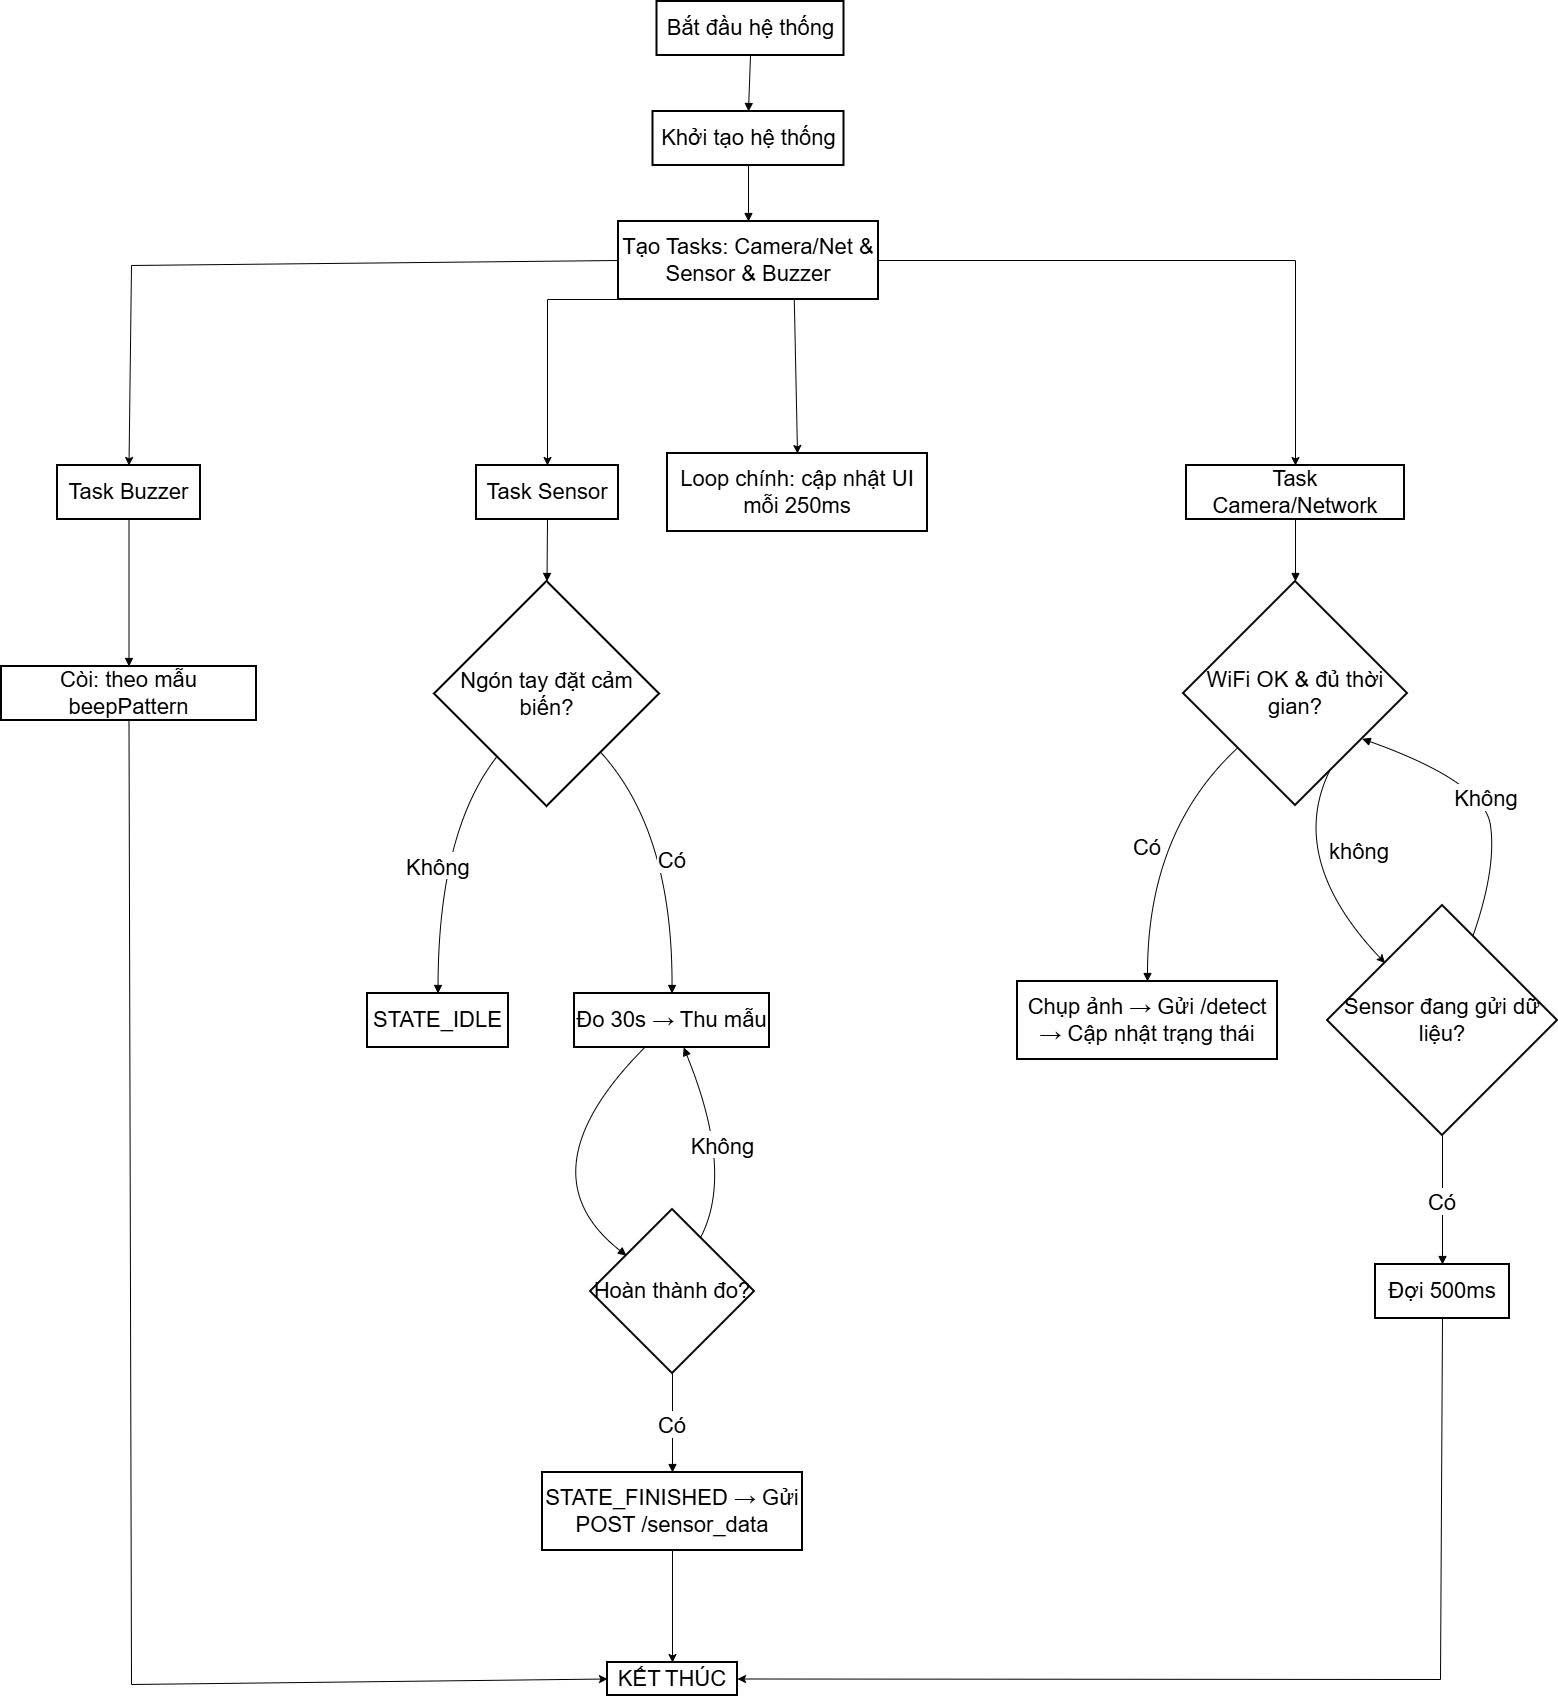 Bắt đầu hệ thống
Khởi tạo hệ thống
Tạo Tasks: Camera/Net &
Sensor & Buzzer
Task Buzzer
Task Sensor
Loop chính: cập nhật UI
mỗi 250ms
Task
Camera/Network
Còi: theo mẫu
beepPattern
Ngón tay đặt cảm
biến?
WiFi OK & đủ thời
gian?
Không
Có
Có
không
Không
STATE_IDLE
Đo 30s → Thu mẫu
Chụp ảnh → Gửi /detect
→ Cập nhật trạng thái
Sensor đang gửi dữ
liệu?
Không
Có
Hoàn thành đo?
Đợi 500ms
Có
STATE_FINISHED → Gửi
POST /sensor_data
KẾT THÚC